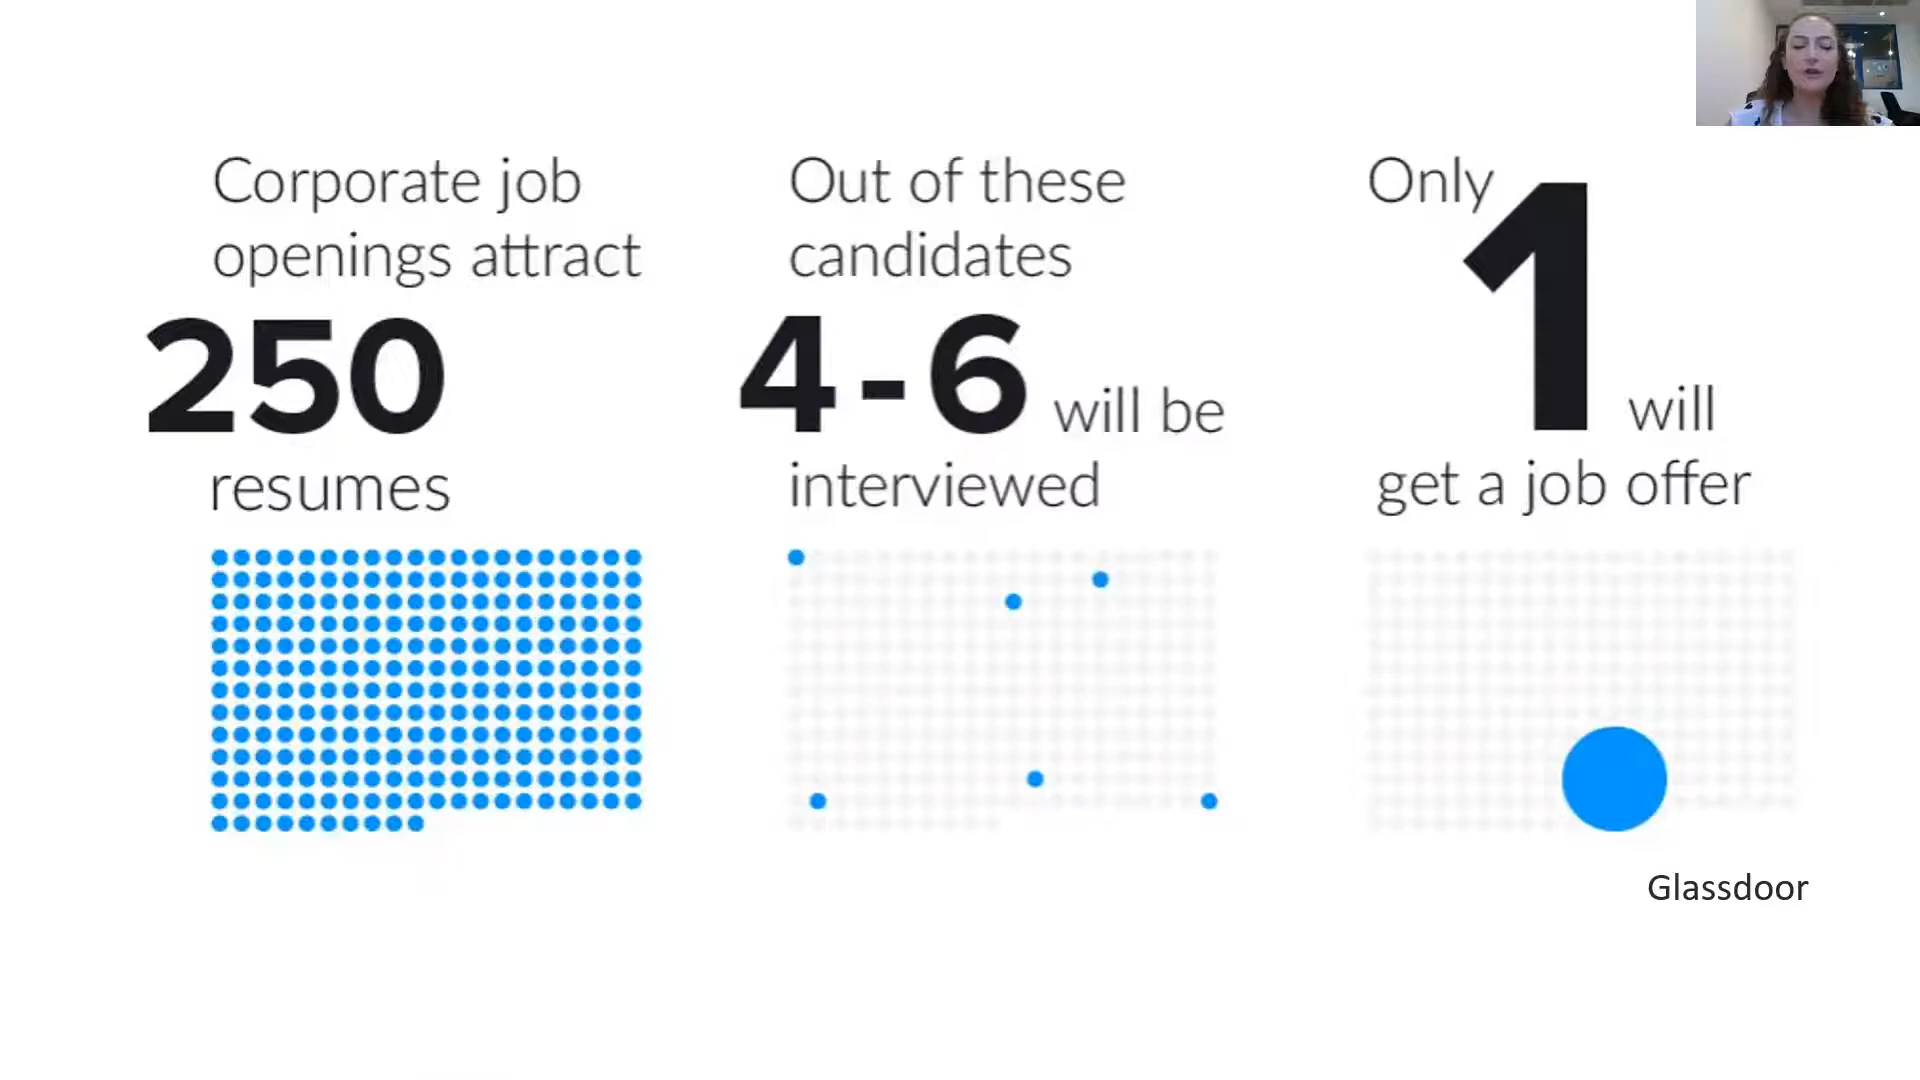 Corporate job
openings attract
250
resumes
Out of these
candidates
4-6 will be
interviewed
Only
1 will
get a job offer
Glassdoor